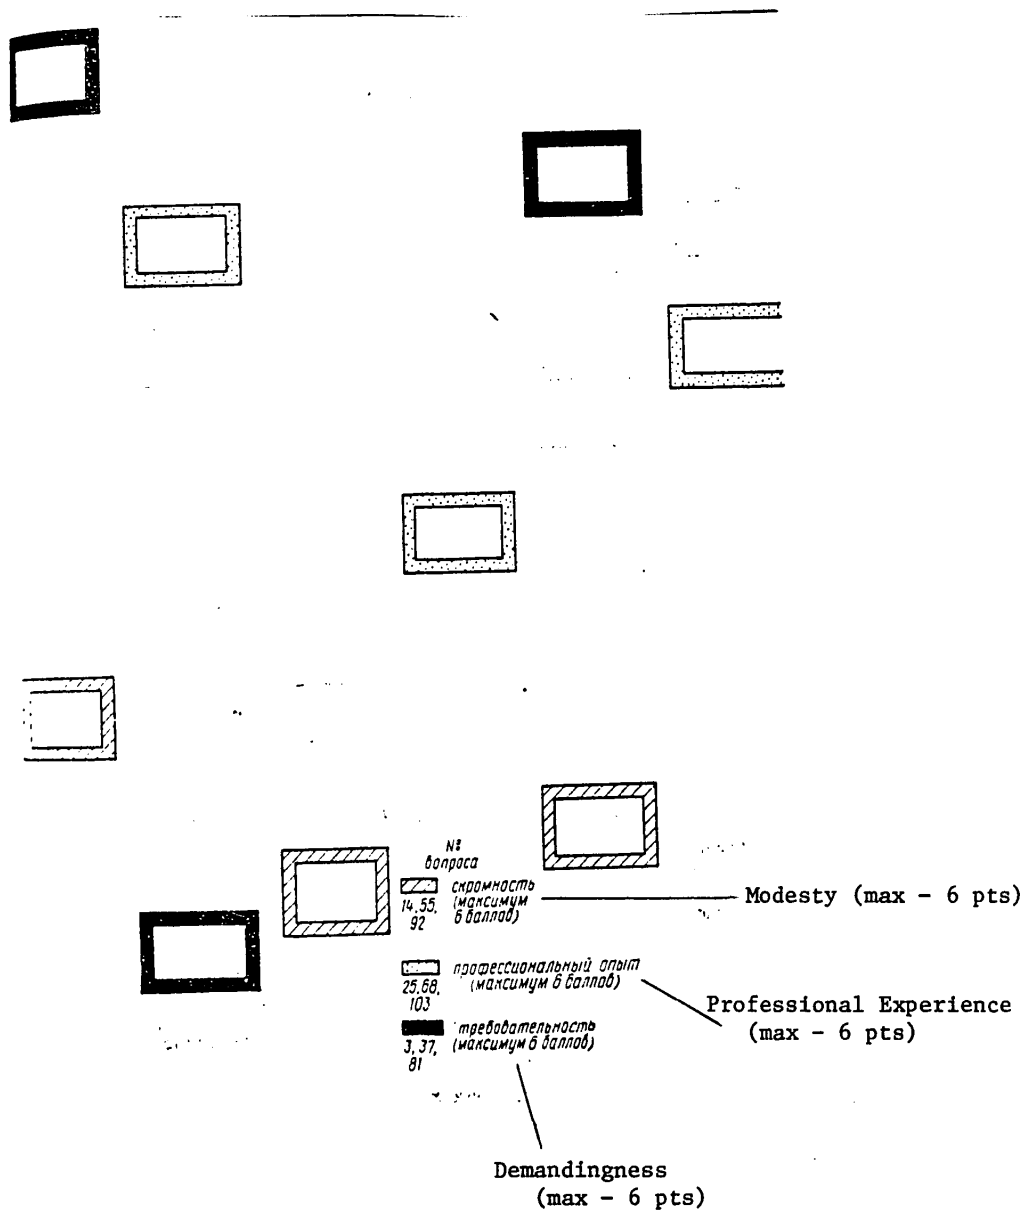 №
вопроса
скромность
14,55, (максимум
92 6 баллов)
Modesty (max - 6 pts)
профессиональный опыт
25,68, (максимум 6 баллов)
103
Professional Experience
(max - 6 pts)
требовательность
3,37, (максимум 6 баллов)
81
Demandingness
(max - 6 pts)